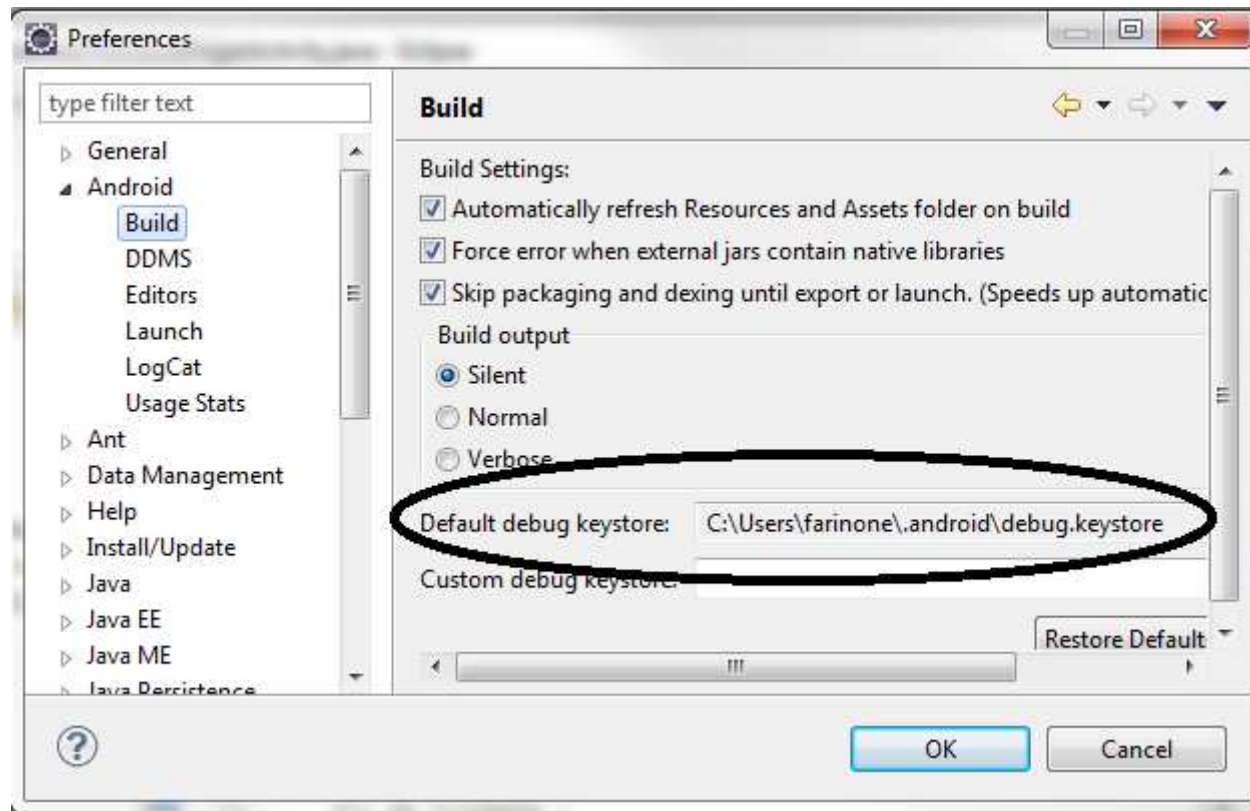 Preferences
type filter text
General
Android
Build
DDMS
Editors
Launch
LogCat
Usage Stats
Ant
Data Management
Help
Install/Update
Java
Java EE
Java ME
Java Persistence
Build
Build Settings:
Automatically refresh Resources and Assets folder on build
Force error when external jars contain native libraries
Skip packaging and dexing until export or launch. (Speeds up automatic
Build output
Silent
Normal
Verbose
Default debug keystore: C:\Users\farinone\.android\debug.keystore
Custom debug keystore:
Restore Default
OK
Cancel